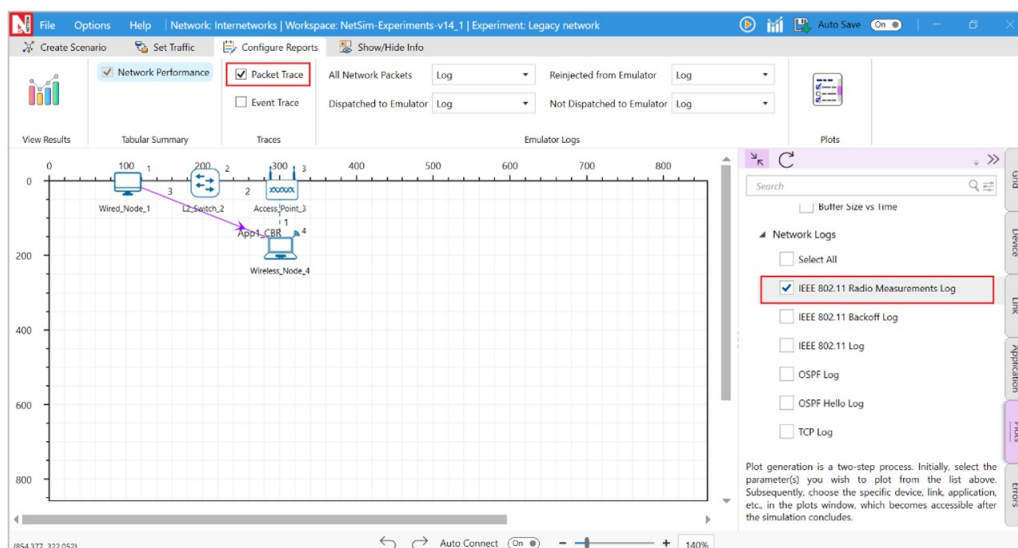 N File Options Help Network: Internetworks | Workspace: NetSim-Experiments-v14_1 | Experiment: Legacy network Auto Save On
Create Scenario Set Traffic Configure Reports Show/Hide Info
Network Performance Packet Trace All Network Packets Log Reinjected from Emulator Log
Event Trace Dispatched to Emulator Log Not Dispatched to Emulator Log
View Results Tabular Summary Traces Emulator Logs Plots
0 100 200 300 400 500 600 700 800
1 2 3
0
3 2
Wired_Node_1 L2_Switch_2 Access_Point_3
1
App1_CBR 4
200
Wireless_Node_4
400
600
800
Search
Buffer Size vs Time
Network Logs
Select All
IEEE 802.11 Radio Measurements Log
IEEE 802.11 Backoff Log
IEEE 802.11 Log
OSPF Log
OSPF Hello Log
TCP Log
Plot generation is a two-step process. Initially, select the
parameter(s) you wish to plot from the list above.
Subsequently, choose the specific device, link, application,
etc., in the plots window, which becomes accessible after
the simulation concludes.
Grid
Device
Link
Application
Plots
Errors
(854.377, 322.052) Auto Connect On 140%